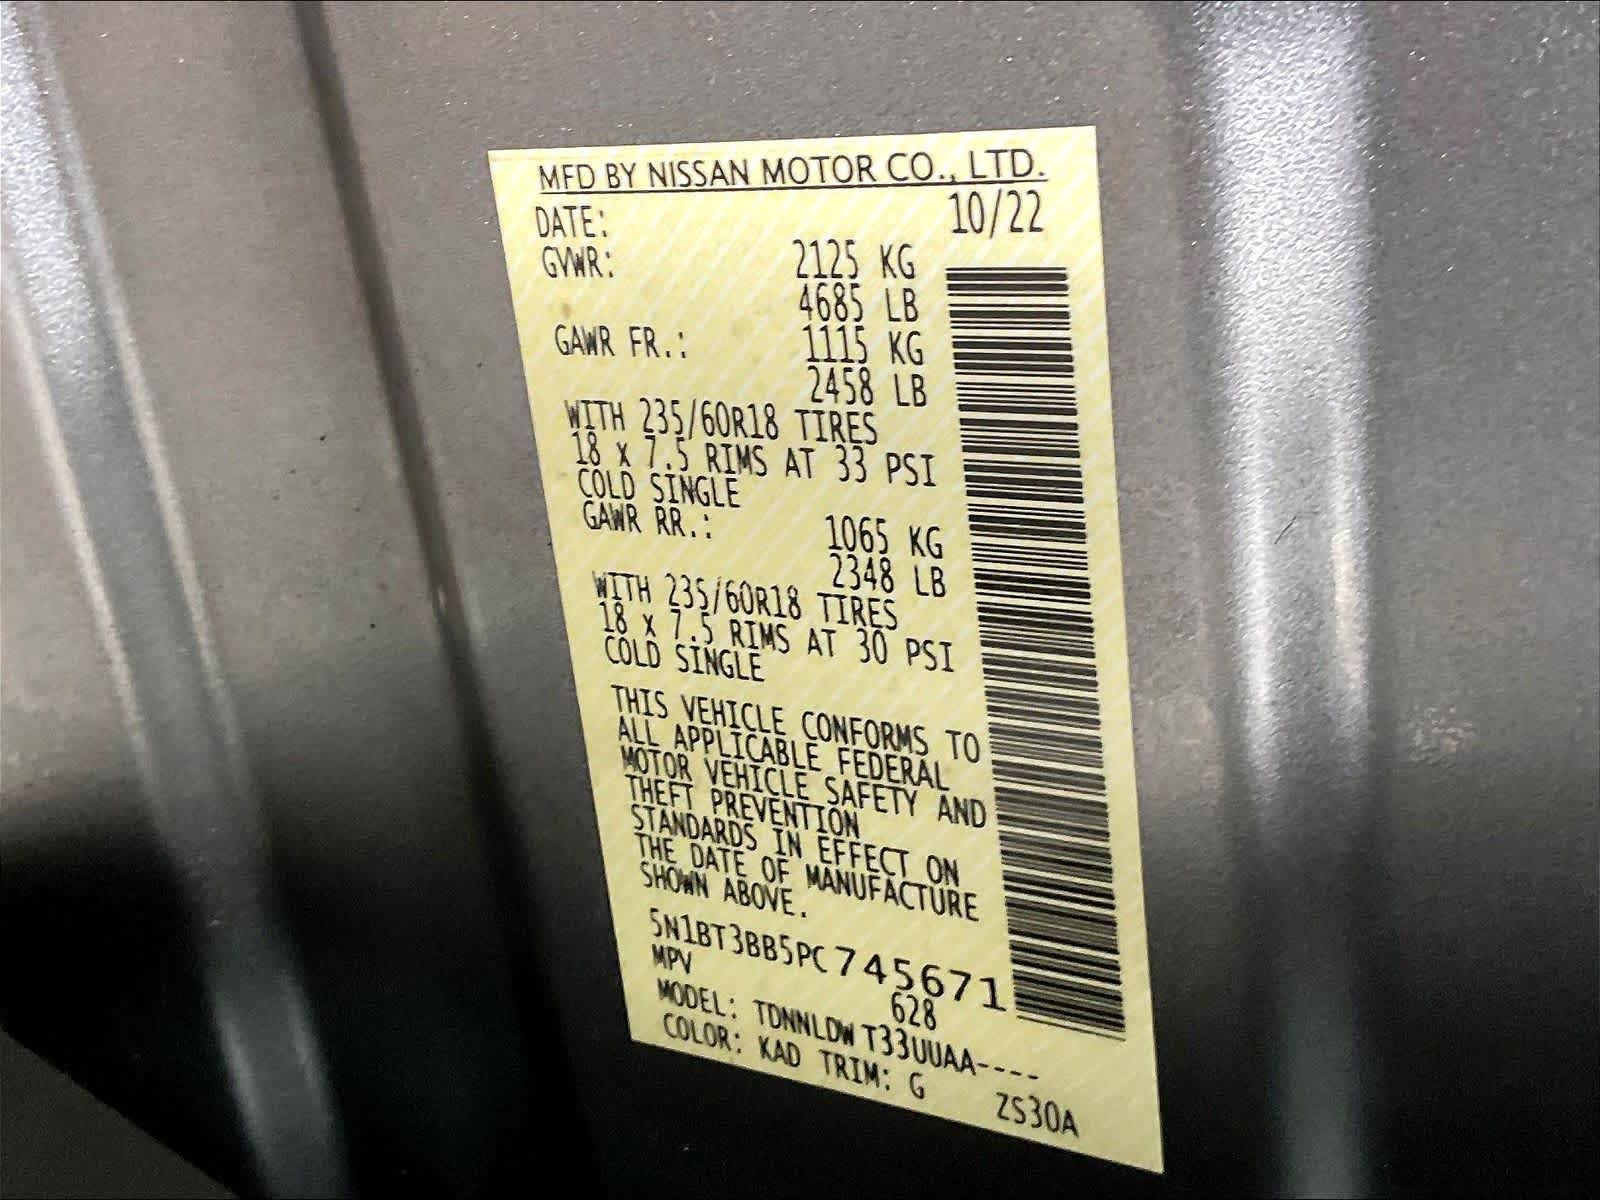 MFD BY NISSAN MOTOR CO., LTD.
DATE: 10/22
GVWR: 2125 KG
4685 LB
GAWR FR.: 1115 KG
2458 LB
WITH 235/60R18 TIRES
18 x 7.5 RIMS AT 33 PSI
COLD SINGLE
GAWR RR.: 1065 KG
2348 LB
WITH 235/60R18 TIRES
18 x 7.5 RIMS AT 30 PSI
COLD SINGLE
THIS VEHICLE CONFORMS TO
ALL APPLICABLE FEDERAL
MOTOR VEHICLE SAFETY AND
THEFT PREVENTION
STANDARDS IN EFFECT ON
THE DATE OF MANUFACTURE
SHOWN ABOVE.
5N1BT3BB5PC745671
MPV 628
MODEL: TDNNLDW T33UUAA----
COLOR: KAD TRIM: G ZS30A